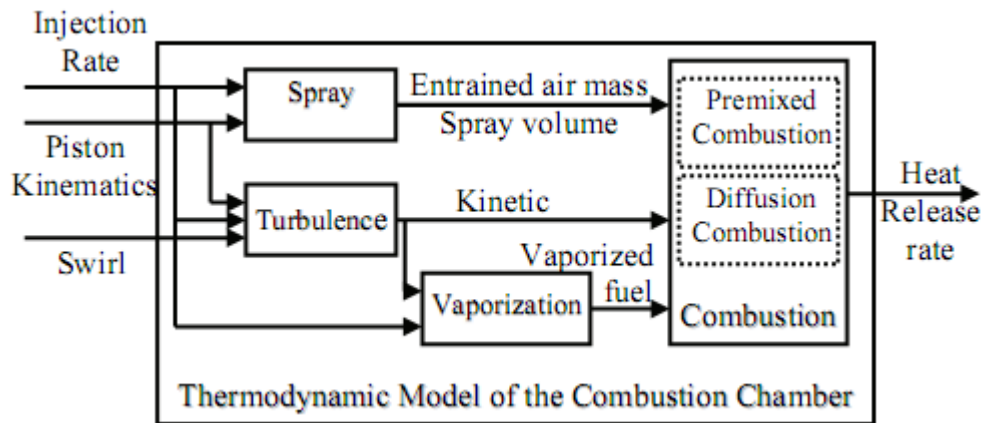 Injection
Rate
Piston
Kinematics
Swirl
Spray
Turbulence
Vaporization
Entrained air mass
Spray volume
Kinetic
Vaporized
fuel
Premixed
Combustion
Diffusion
Combustion
Combustion
Heat
Release
rate
Thermodynamic Model of the Combustion Chamber